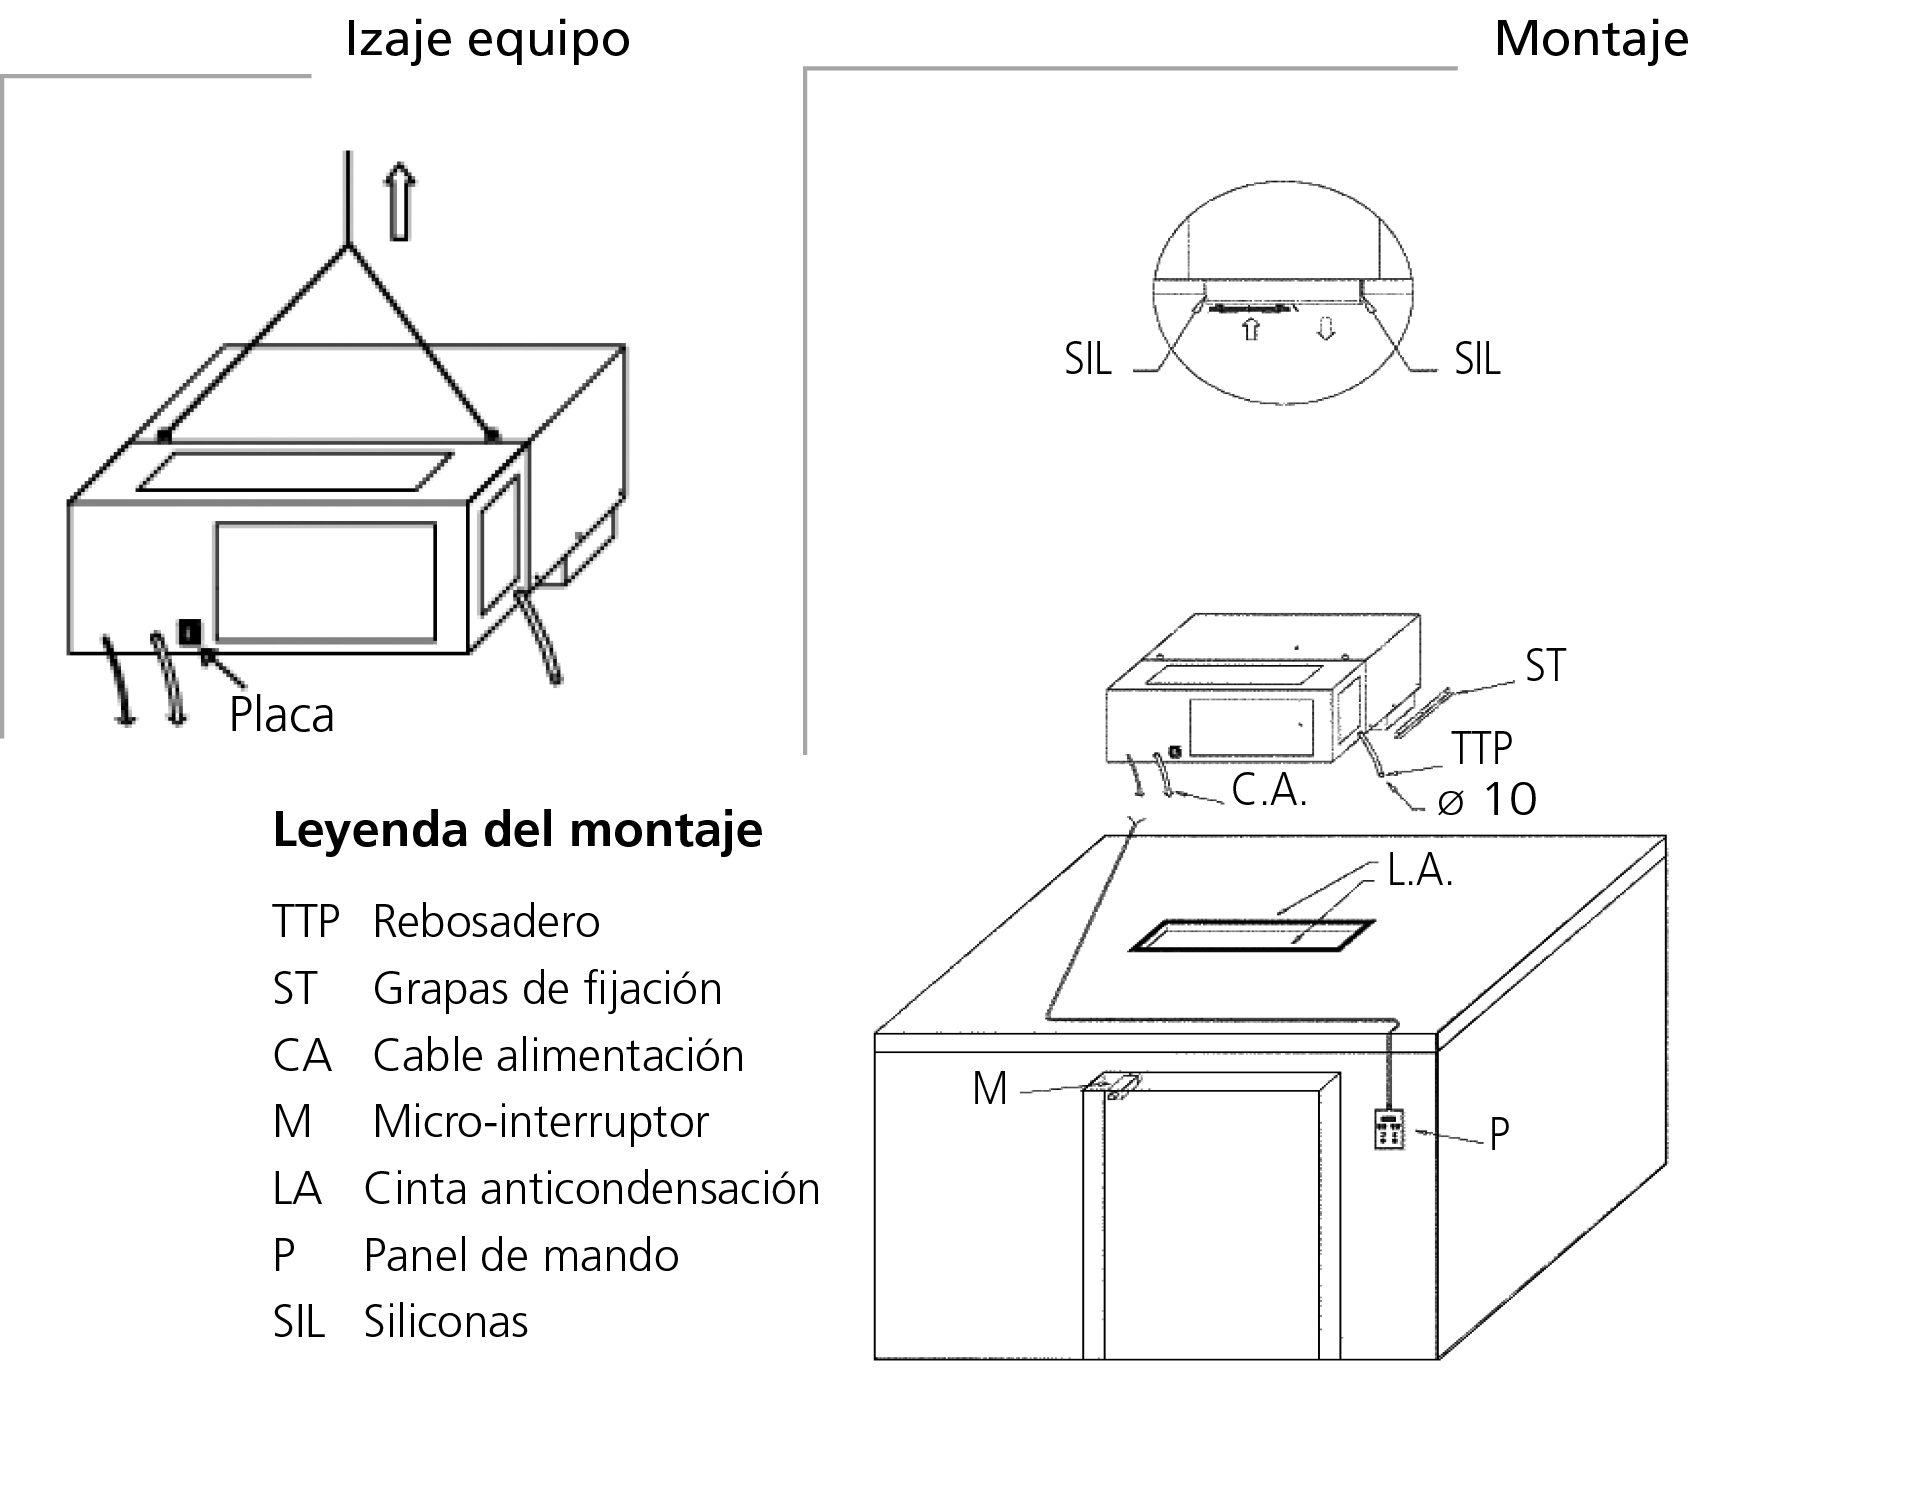 Izaje equipo
Placa
Leyenda del montaje
TTP Rebosadero
ST Grapas de fijación
CA Cable alimentación
M Micro-interruptor
LA Cinta anticondensación
P Panel de mando
SIL Siliconas
Montaje
SIL SIL
ST
TTP
C.A.
⌀ 10
L.A.
M
P